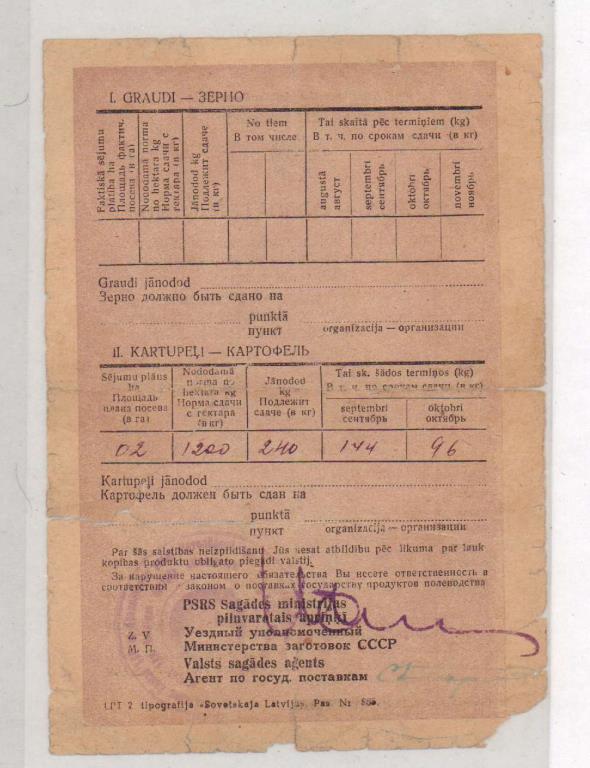 I. GRAUDI — ЗЕРНО
Faktiskā sējumu
platība ha
Площадь фактич.
посева (в га)
Nododamā norma
no hektara kg
Норма сдачи с
гектара (в кг)
Jānodod kg
Подлежит сдаче
(в кг)
No tiem
В том числе
Tai skaitā pēc termiņiem (kg)
В т. ч. по срокам сдачи (в кг)
augustā
август
septembrī
сентябрь
oktobrī
октябрь
novembrī
ноябрь
Graudi jānodod
Зерно должно быть сдано на
punktā
пункт organizacija — организации
II. KARTUPEĻI — КАРТОФЕЛЬ
Sējumu plāns
ha
Площадь
плана посева
(в га)
Nododamā
norma no
hektara kg
Норма сдачи
с гектара
(в кг)
Jānodod
kg
Подлежит
сдаче (в кг)
Tai sk. šādos termiņos (kg)
В т. ч. по срокам сдачи (в кг)
septembrī
сентябрь
oktobrī
октябрь
02 1200 240 144 96
Kartupeļi jānodod
Картофель должен быть сдан на
punktā
пункт organizacija — организации
Par šās saistības neizpildīšanu Jūs nesat atbildību pēc likuma par lauk
kopības produktu obligāto piegādi valstij.
За нарушение настоящего обязательства Вы несете ответственность в
соответствии законом о поставках государству продуктов полеводства
PSRS Sagādes ministrijas
pilnvarotais apriņķī
Z. V Уездный уполномоченный
М. П. Министерства заготовок СССР
Valsts sagādes aģents
Агент по госуд. поставкам
LPT 2 tipografija «Sovetskaja Latvija». Pas. Nr